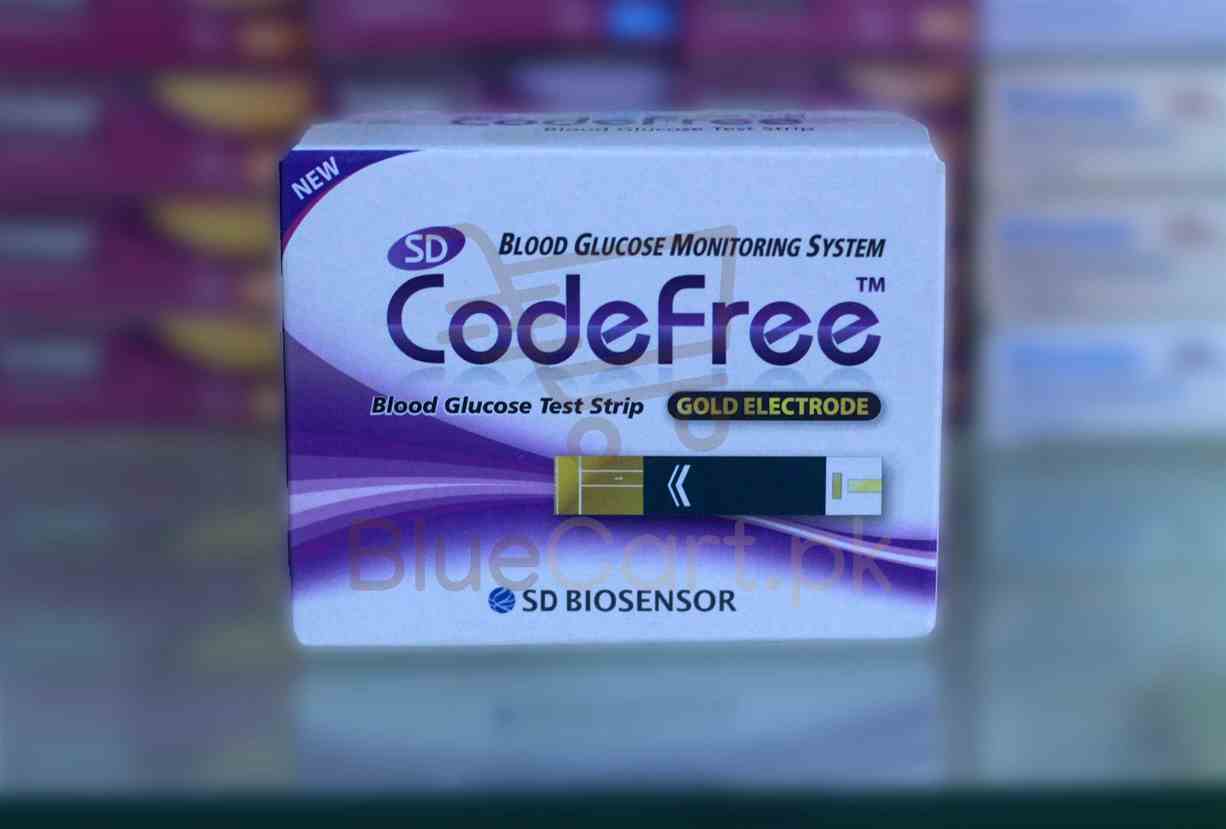 CodeFree
Blood Glucose Test Strip
NEW
SD BLOOD GLUCOSE MONITORING SYSTEM
CodeFree™
Blood Glucose Test Strip GOLD ELECTRODE
BlueCart.pk
SD BIOSENSOR